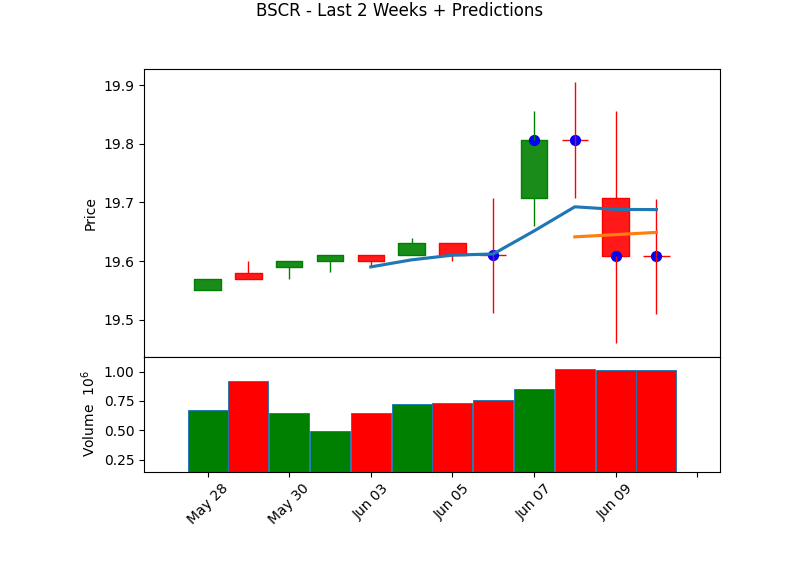 BSCR - Last 2 Weeks + Predictions
19.9
19.8
19.7
19.6
19.5
Price
1.00
0.75
0.50
0.25
Volume 10^6
May 28
May 30
Jun 03
Jun 05
Jun 07
Jun 09